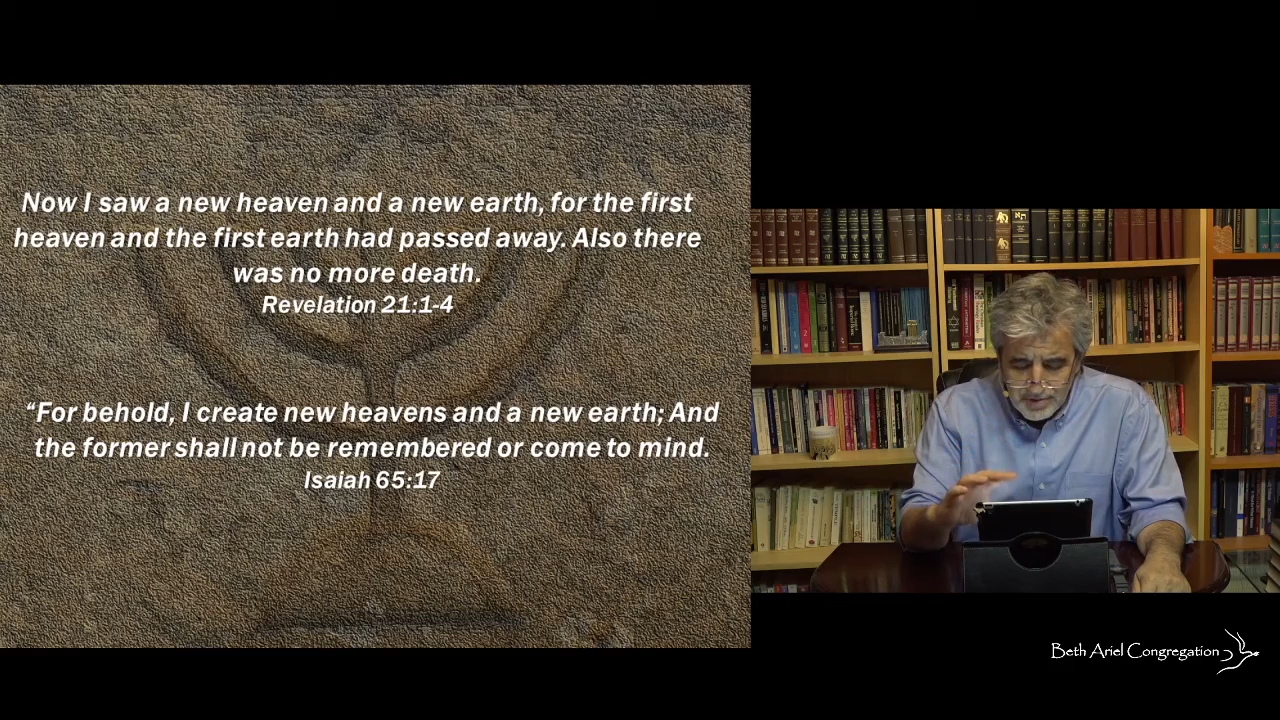 Now I saw a new heaven and a new earth, for the first
heaven and the first earth had passed away. Also there
was no more death.
Revelation 21:1-4
“For behold, I create new heavens and a new earth; And
the former shall not be remembered or come to mind.
Isaiah 65:17
Beth Ariel Congregation